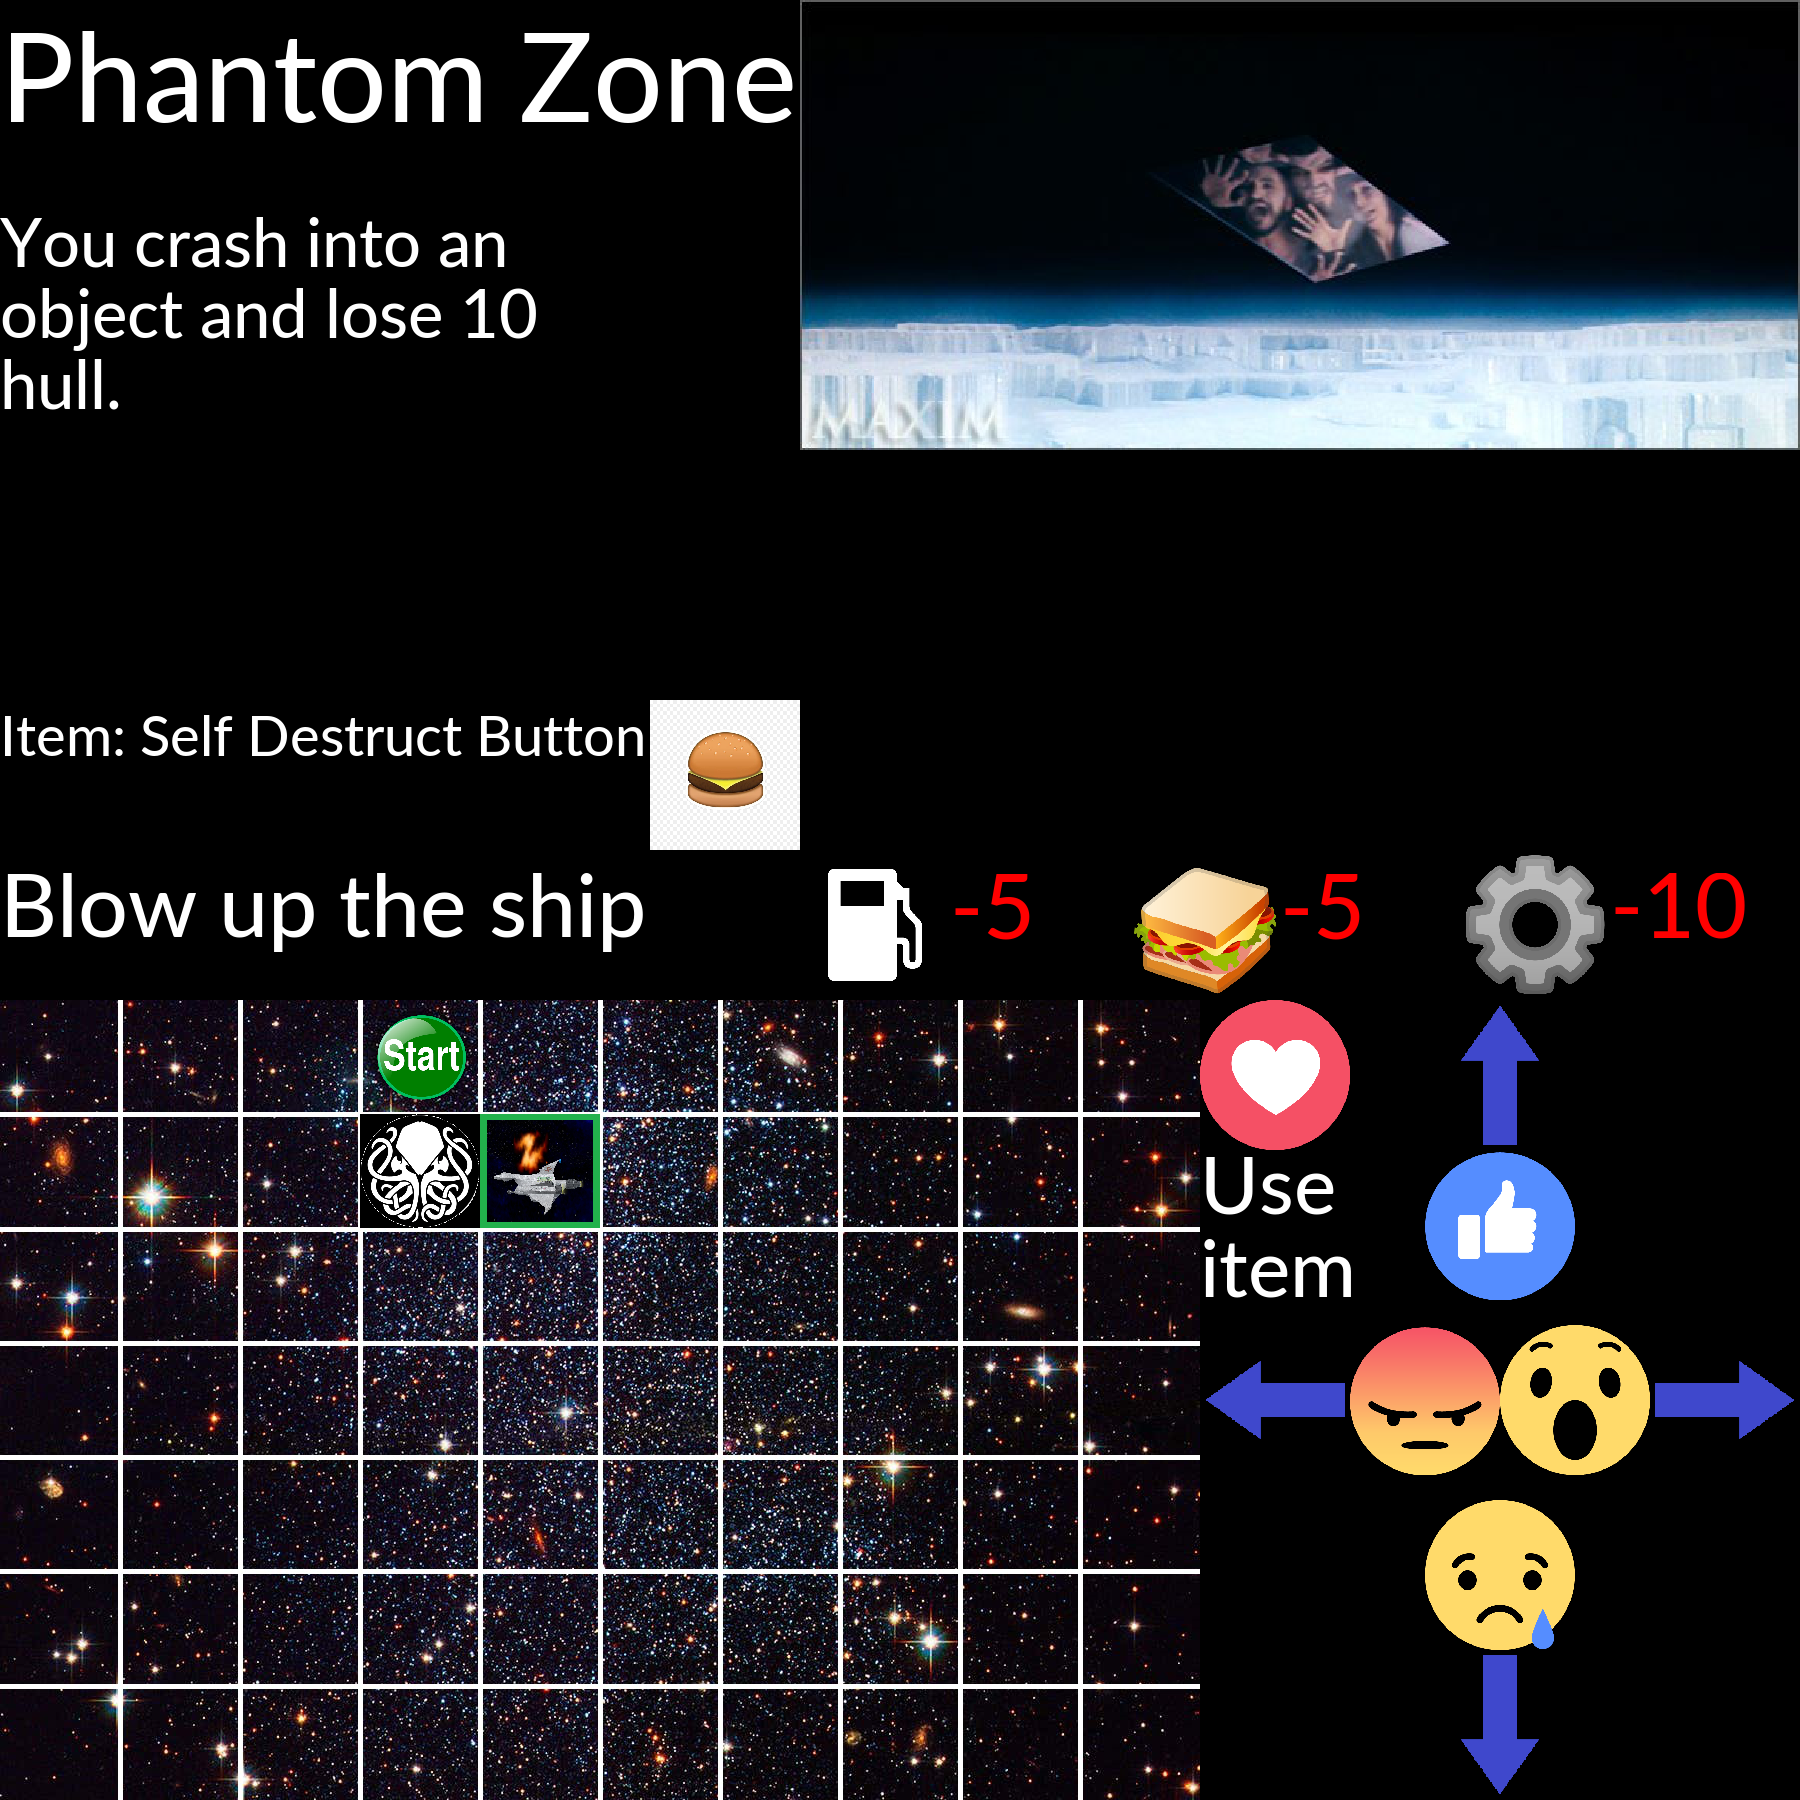 Phantom Zone
You crash into an
object and lose 10
hull.
MAXIM
Item: Self Destruct Button
Blow up the ship
-5
-5
-10
Start
Use
item